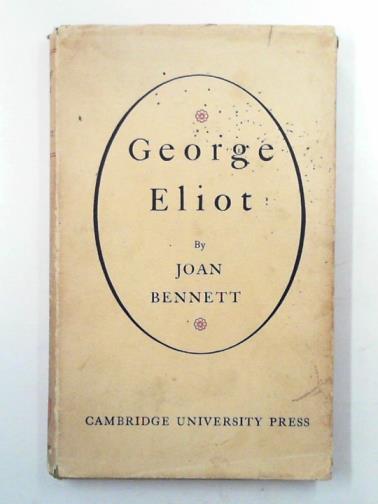 George
Eliot
By
JOAN
BENNETT
CAMBRIDGE UNIVERSITY PRESS